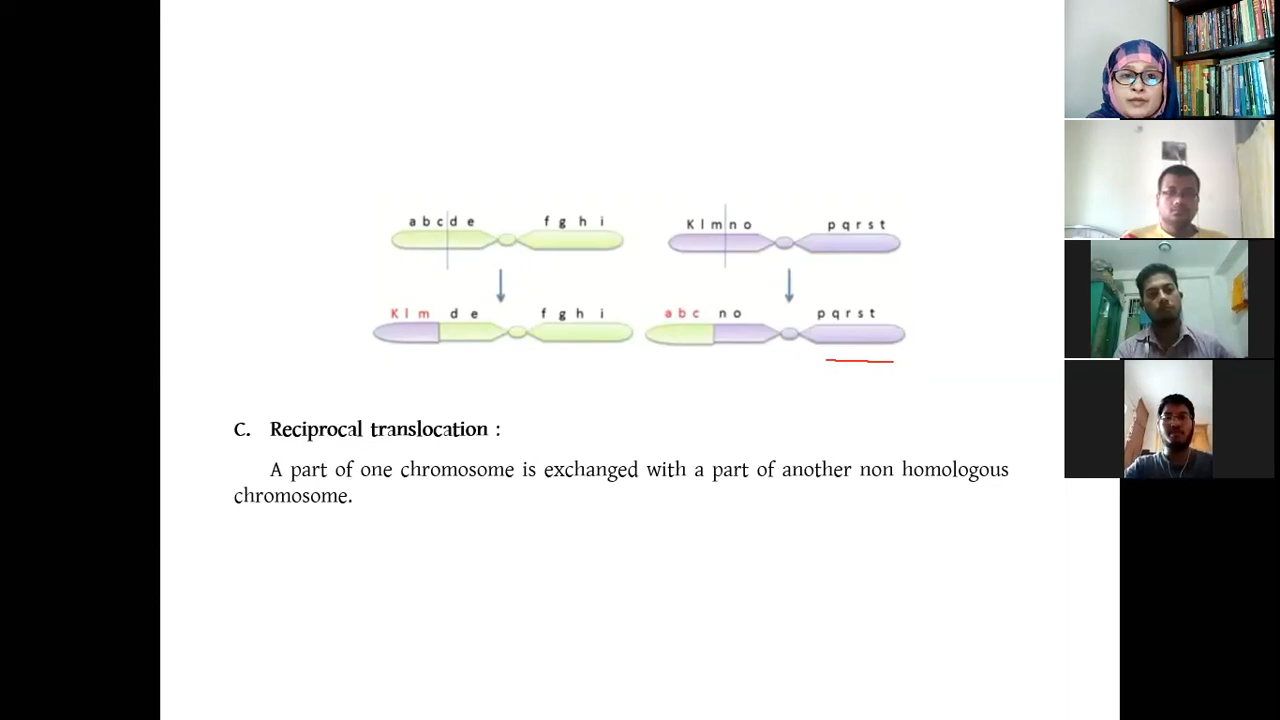 a b c d e f g h i K l m n o p q r s t
K l m d e f g h i a b c n o p q r s t
C. Reciprocal translocation :
A part of one chromosome is exchanged with a part of another non homologous
chromosome.